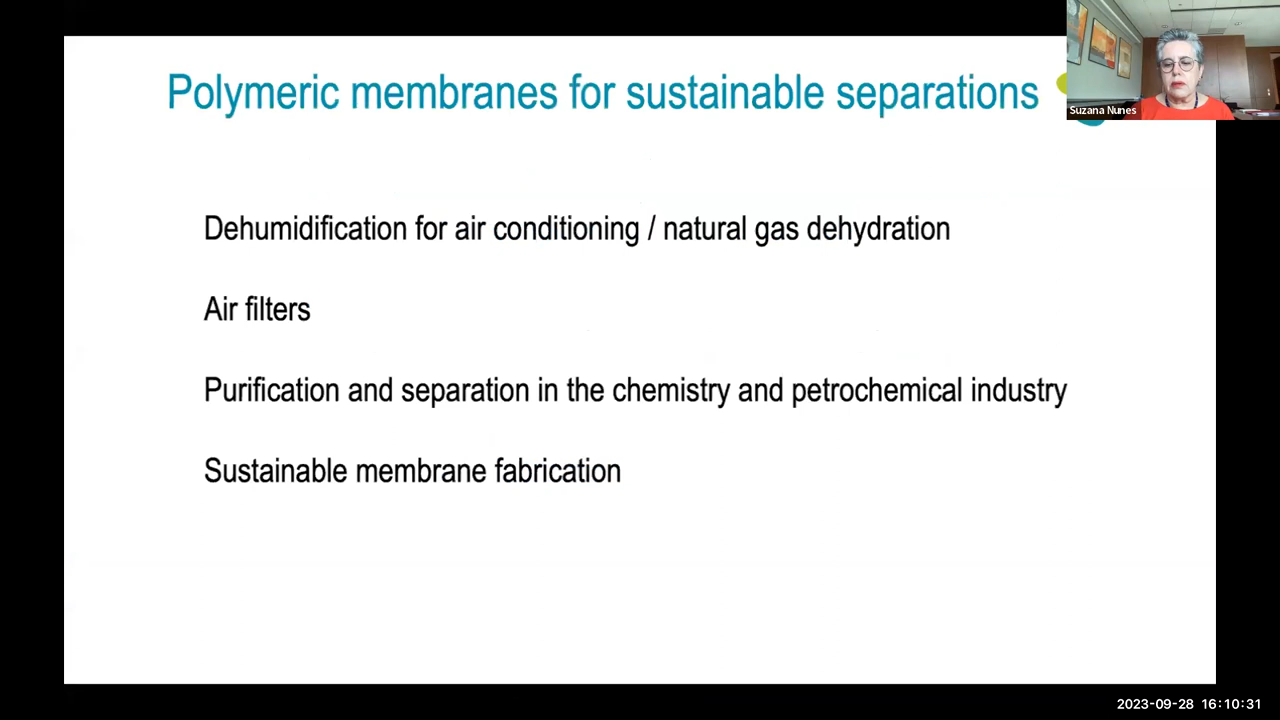 Polymeric membranes for sustainable separations
Suzana Nunes
Dehumidification for air conditioning / natural gas dehydration
Air filters
Purification and separation in the chemistry and petrochemical industry
Sustainable membrane fabrication
2023-09-28 16:10:31